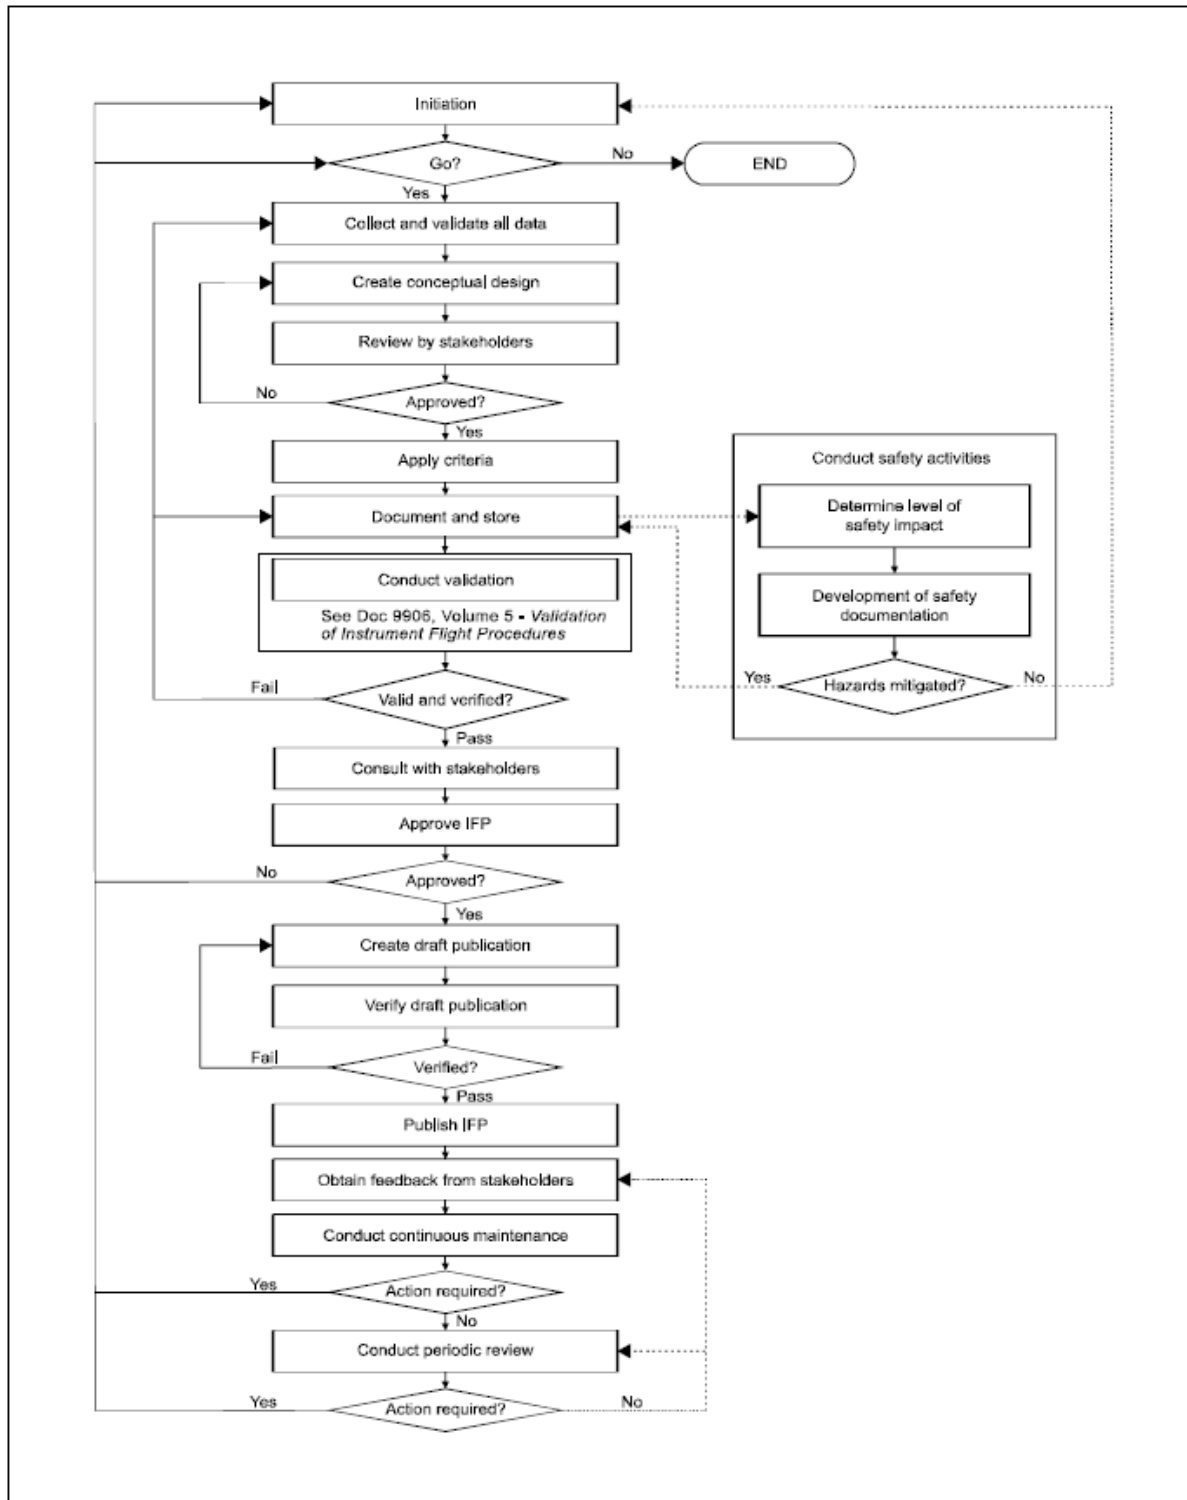 Initiation
Go?
No
END
Yes
Collect and validate all data
Create conceptual design
Review by stakeholders
No
Approved?
Yes
Apply criteria
Conduct safety activities
Document and store
Determine level of
safety impact
Conduct validation
See Doc 9906, Volume 5 - Validation
of Instrument Flight Procedures
Development of safety
documentation
Yes
Hazards mitigated?
No
Fail
Valid and verified?
Pass
Consult with stakeholders
Approve IFP
No
Approved?
Yes
Create draft publication
Verify draft publication
Fail
Verified?
Pass
Publish IFP
Obtain feedback from stakeholders
Conduct continuous maintenance
Yes
Action required?
No
Conduct periodic review
Yes
Action required?
No